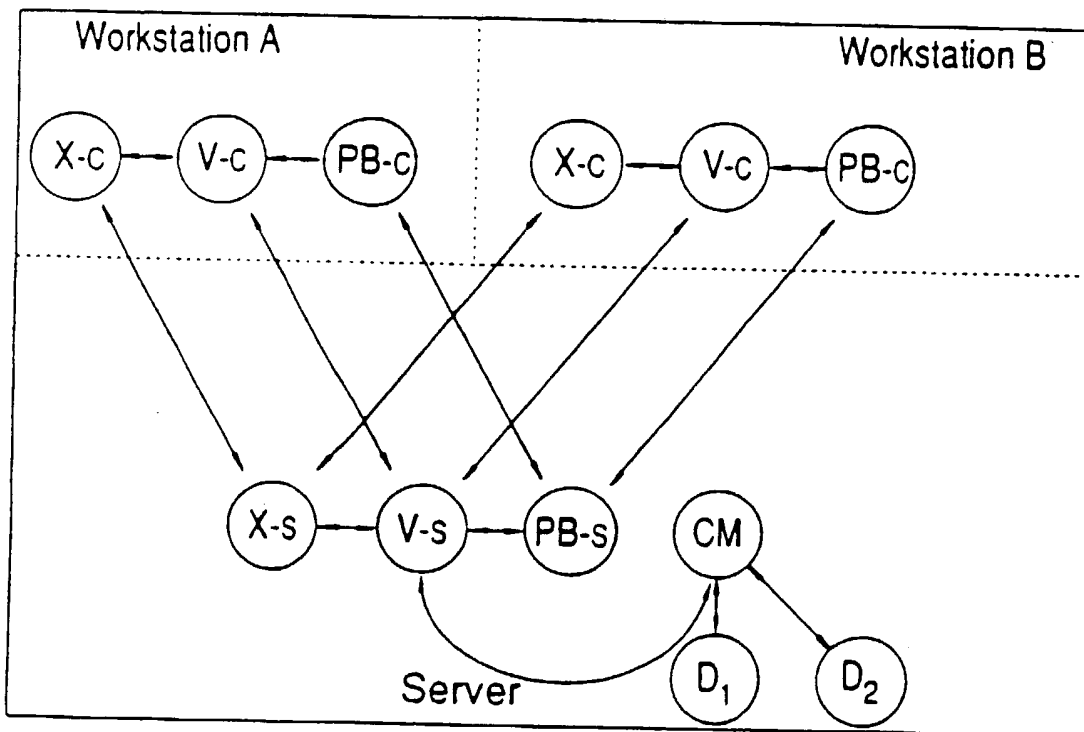 Workstation A
Workstation B
X-c
V-c
PB-c
X-c
V-c
PB-c
X-s
V-s
PB-s
CM
Server
D₁
D₂